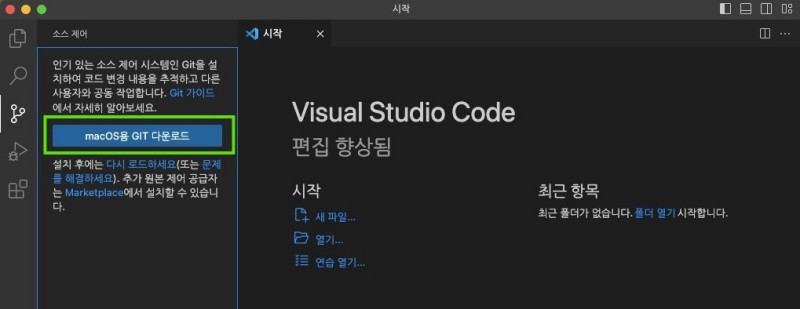 시작
소스 제어
시작
인기 있는 소스 제어 시스템인 Git을 설
치하여 코드 변경 내용을 추적하고 다른
사용자와 공동 작업합니다. Git 가이드
에서 자세히 알아보세요.
macOS용 GIT 다운로드
설치 후에는 다시 로드하세요(또는 문제
를 해결하세요). 추가 원본 제어 공급자
는 Marketplace에서 설치할 수 있습니
다.
Visual Studio Code
편집 향상됨
시작
새 파일...
열기...
연습 열기...
최근 항목
최근 폴더가 없습니다. 폴더 열기 시작합니다.